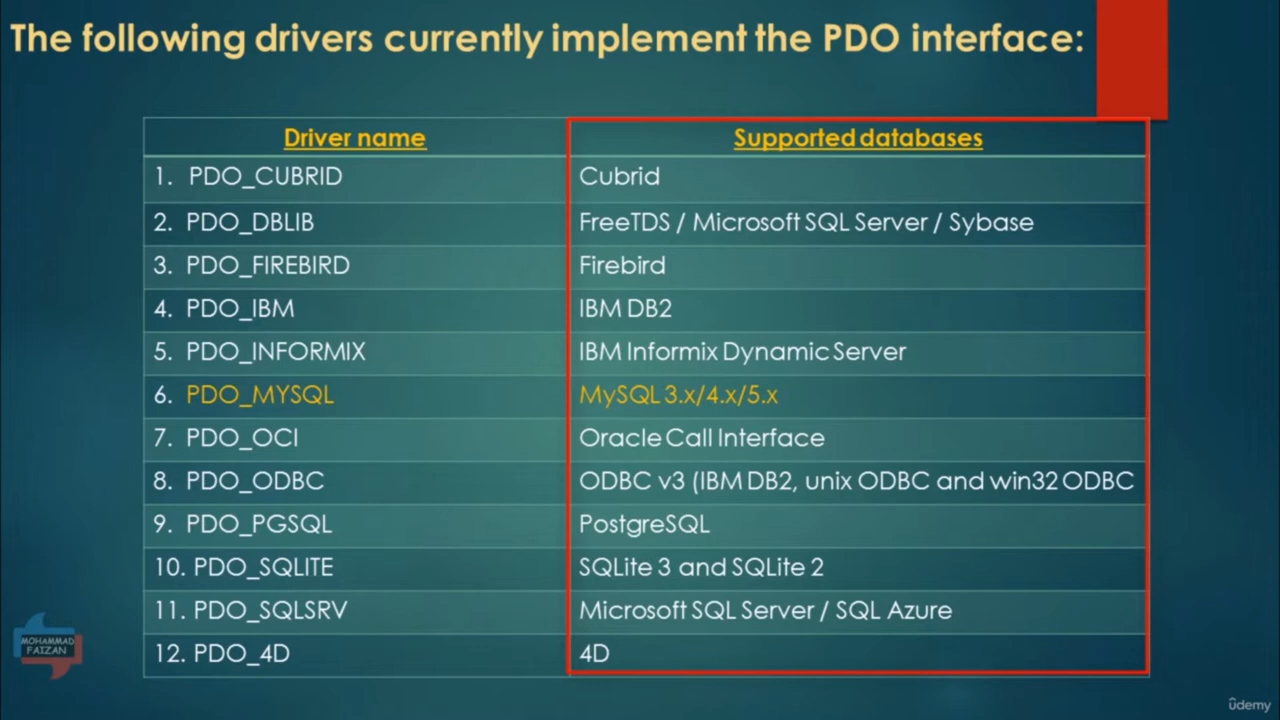 The following drivers currently implement the PDO interface:
Driver name Supported databases
1. PDO_CUBRID Cubrid
2. PDO_DBLIB FreeTDS / Microsoft SQL Server / Sybase
3. PDO_FIREBIRD Firebird
4. PDO_IBM IBM DB2
5. PDO_INFORMIX IBM Informix Dynamic Server
6. PDO_MYSQL MySQL 3.x/4.x/5.x
7. PDO_OCI Oracle Call Interface
8. PDO_ODBC ODBC v3 (IBM DB2, unix ODBC and win32 ODBC
9. PDO_PGSQL PostgreSQL
10. PDO_SQLITE SQLite 3 and SQLite 2
11. PDO_SQLSRV Microsoft SQL Server / SQL Azure
12. PDO_4D 4D
MOHAMMAD
FAIZAN
ûdemy